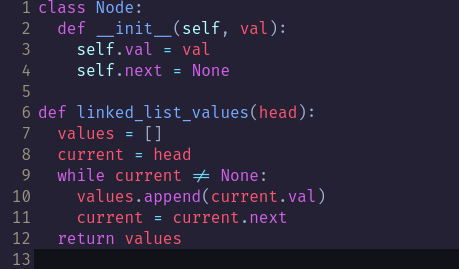 1 class Node:
2   def __init__(self, val):
3     self.val = val
4     self.next = None
5
6 def linked_list_values(head):
7   values = []
8   current = head
9   while current != None:
10     values.append(current.val)
11     current = current.next
12   return values
13